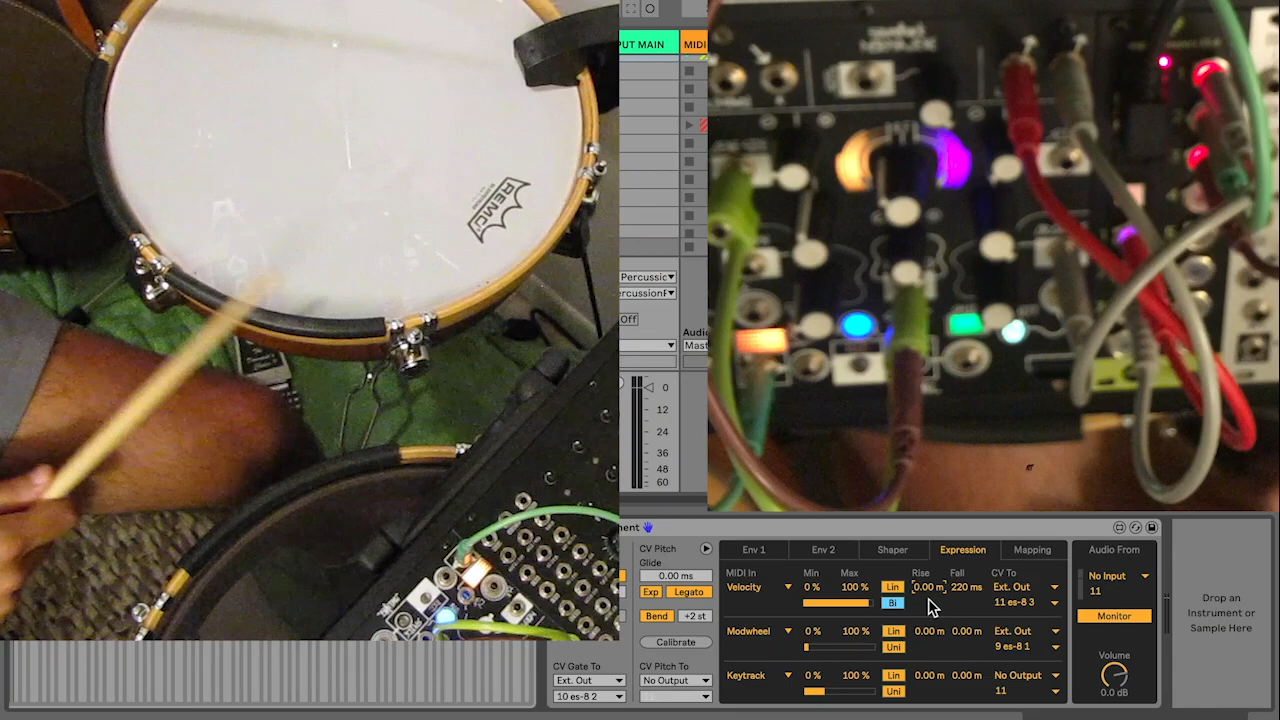 PUT MAIN
MIDI
REMO
Percussic
ercussionF
Off
Audic
Mast
0
12
24
36
48
60
ment
CV Pitch
Glide
0.00 ms
Exp
Legato
Bend
+2 st
Calibrate
CV Gate To
CV Pitch To
Ext. Out
No Output
10 es-8 2
11
Env 1
Env 2
Shaper
Expression
Mapping
MIDI In
Min
Max
Rise
Fall
CV To
Velocity
0 %
100 %
Lin
0.00 m
220 ms
Ext. Out
Bi
11 es-8 3
Modwheel
0 %
100 %
Lin
0.00 m
0.00 m
Ext. Out
Uni
9 es-8 1
Keytrack
0 %
100 %
Lin
0.00 m
0.00 m
No Output
Uni
11
Audio From
No Input
11
Monitor
Volume
0.0 dB
Drop an
Instrument or
Sample Here